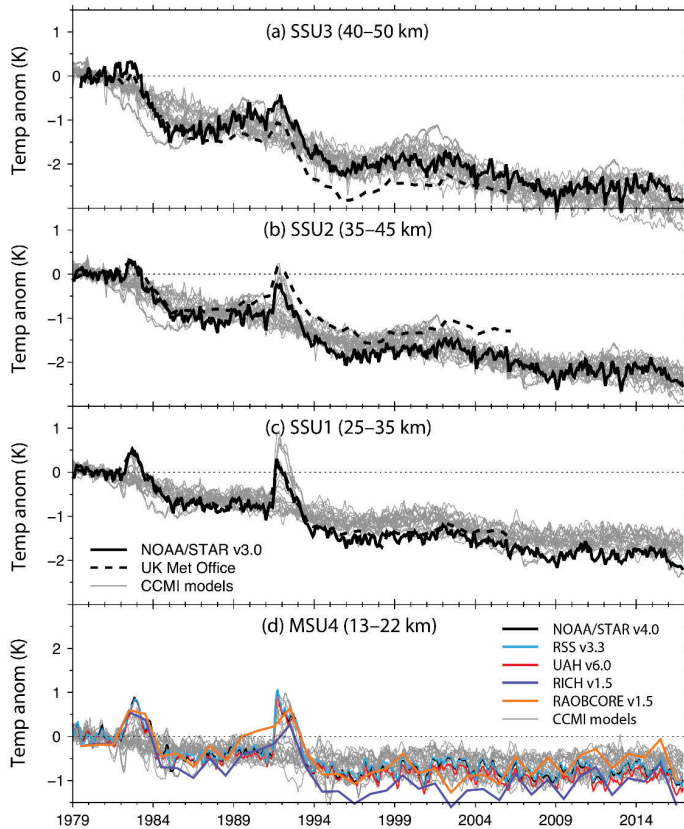 (a) SSU3 (40–50 km)
Temp anom (K)
1
0
−1
−2
(b) SSU2 (35–45 km)
Temp anom (K)
1
0
−1
−2
(c) SSU1 (25–35 km)
Temp anom (K)
1
0
−1
−2
NOAA/STAR v3.0
UK Met Office
CCMI models
(d) MSU4 (13–22 km)
Temp anom (K)
2
1
0
−1
NOAA/STAR v4.0
RSS v3.3
UAH v6.0
RICH v1.5
RAOBCORE v1.5
CCMI models
1979 1984 1989 1994 1999 2004 2009 2014